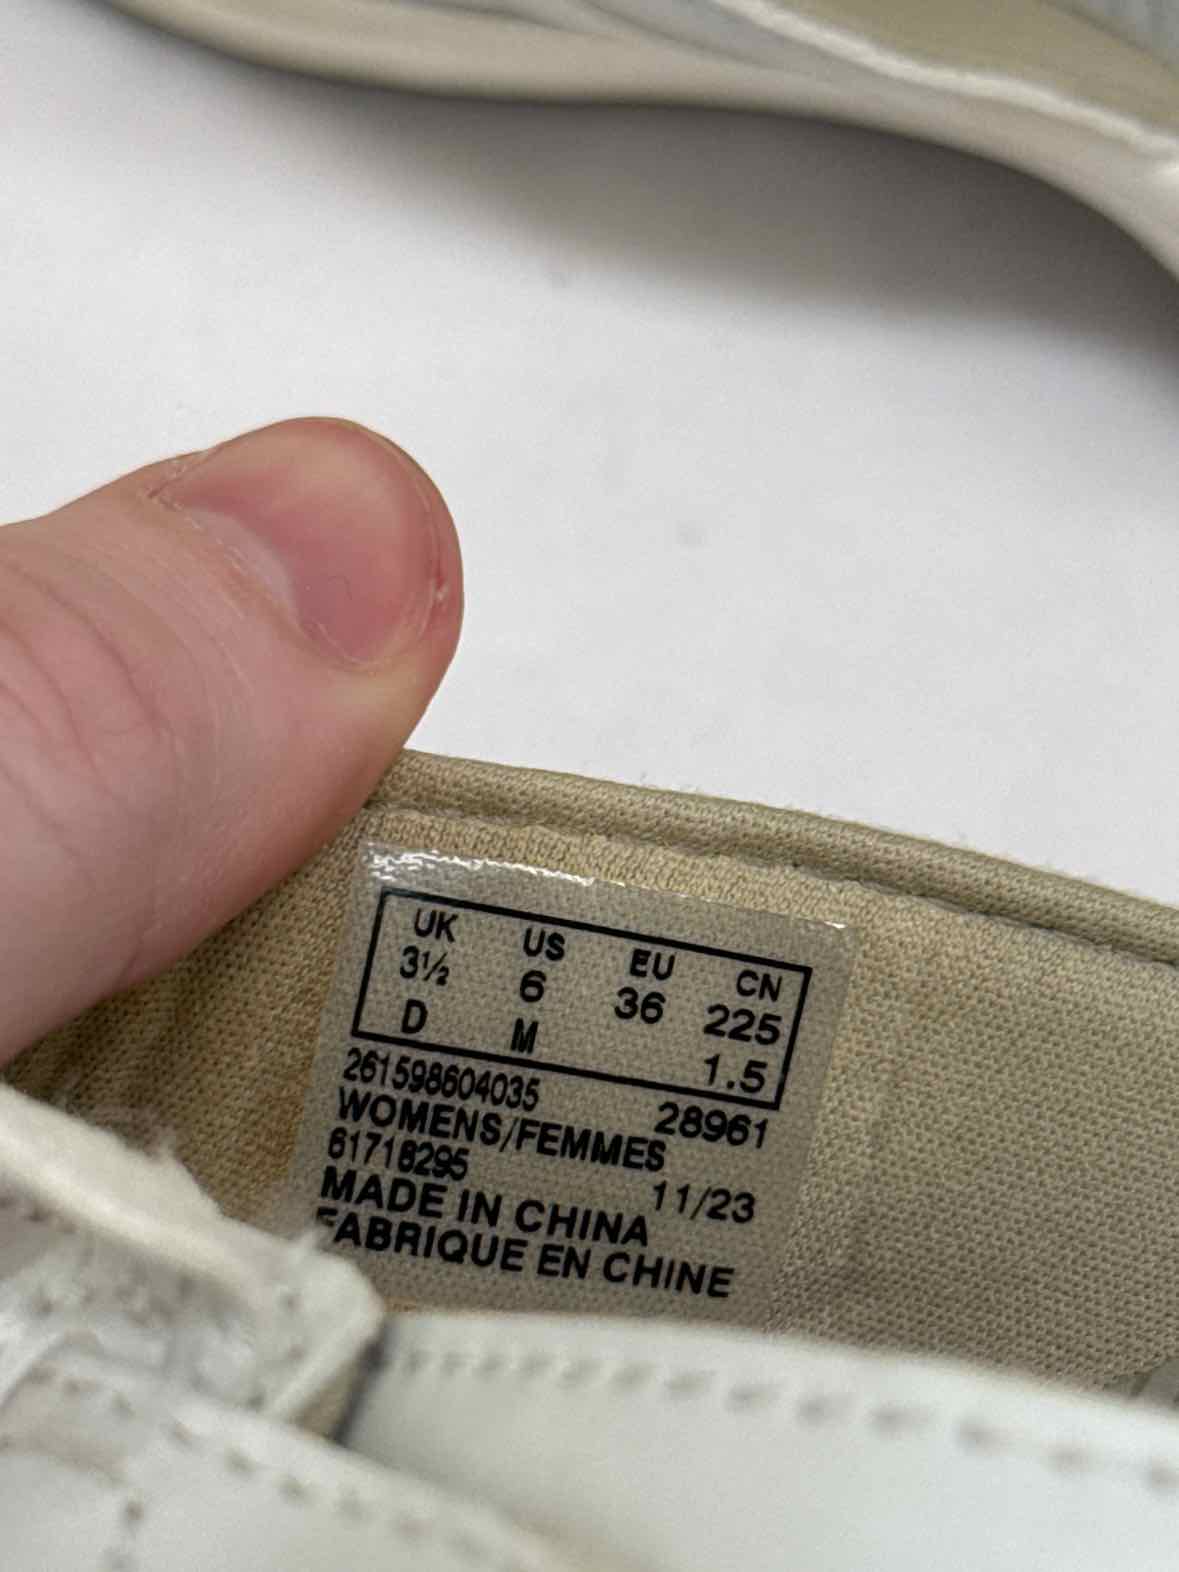 UK US EU CN
3½ 6 36 225
D M 1.5
261598604035 28961
WOMENS/FEMMES
61718295 11/23
MADE IN CHINA
FABRIQUE EN CHINE